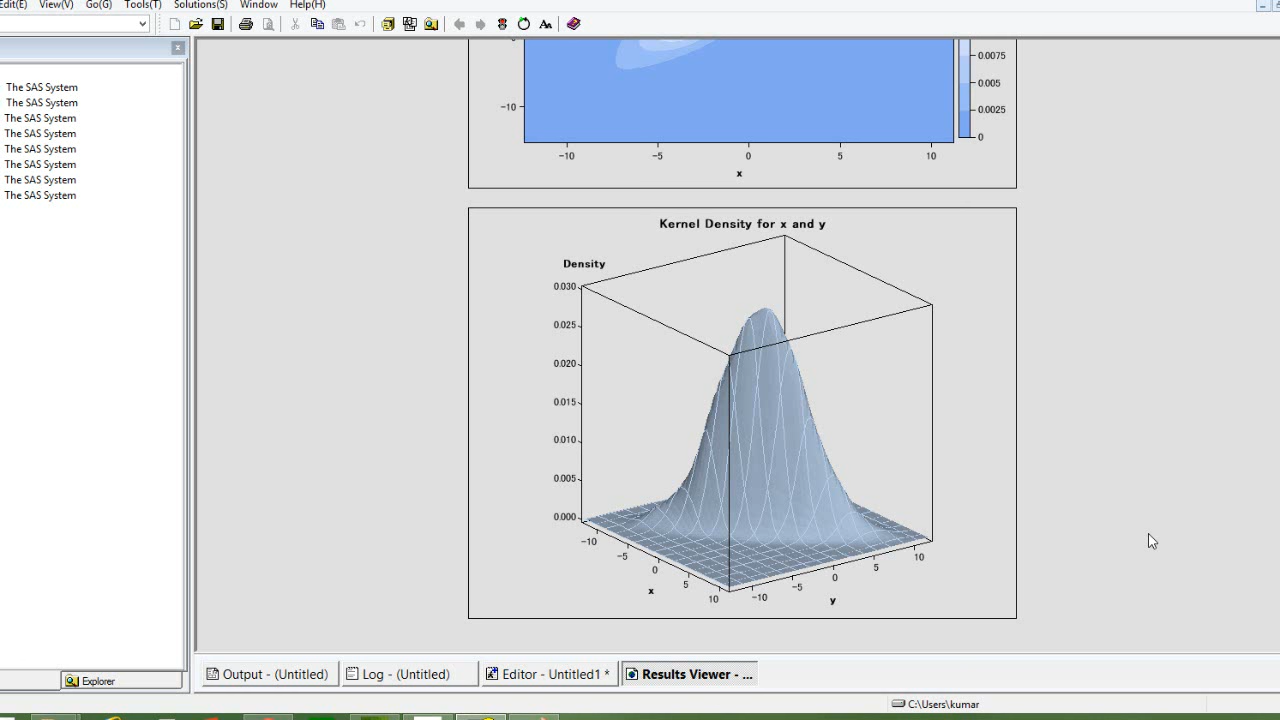 Edit(E) View(V) Go(G) Tools(T) Solutions(S) Window Help(H)
The SAS System
The SAS System
The SAS System
The SAS System
The SAS System
The SAS System
The SAS System
The SAS System
Explorer
0.0075
0.005
0.0025
0
-10
-10 -5 0 5 10
x
Kernel Density for x and y
Density
0.030
0.025
0.020
0.015
0.010
0.005
0.000
-10 -5 0 5 10
x
-10 -5 0 5 10
y
Output - (Untitled) Log - (Untitled) Editor - Untitled1 * Results Viewer - ...
C:\Users\kumar